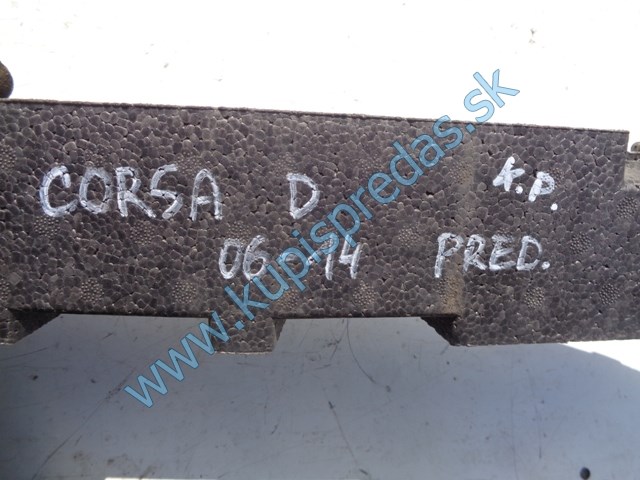 CORSA D K.P.
06 - 14 PRED.
www.kupispredas.sk